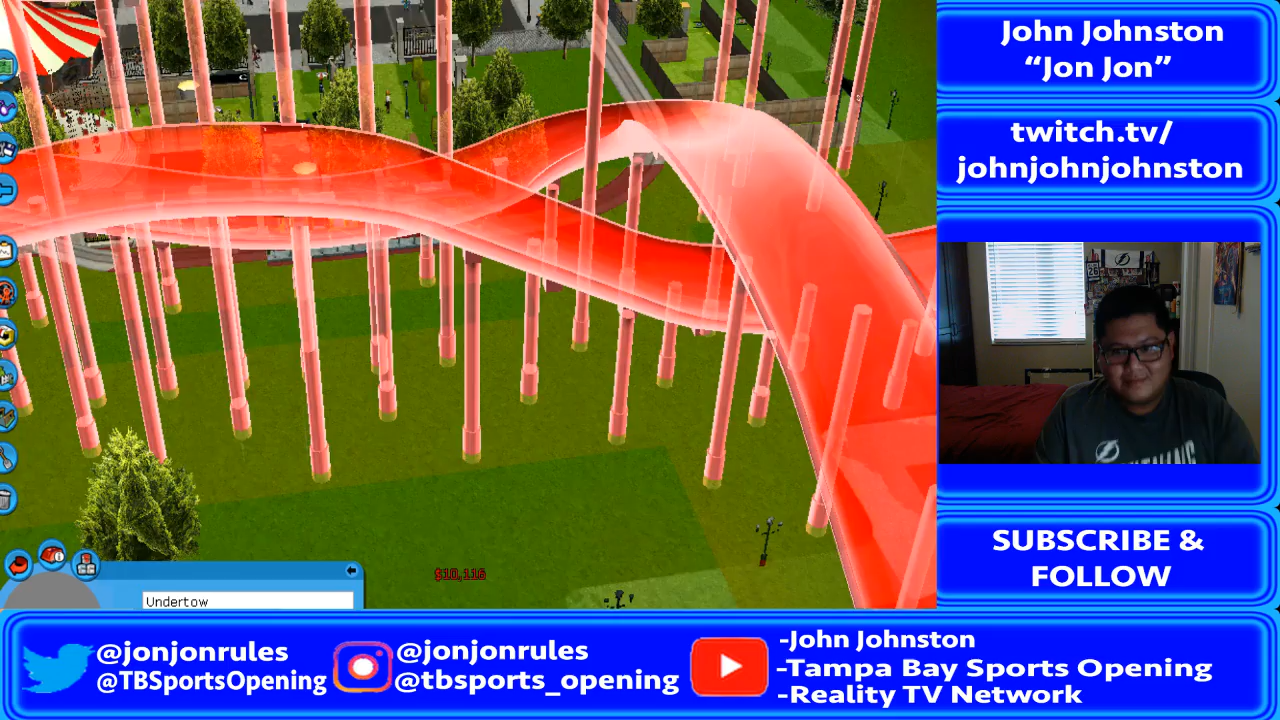 John Johnston
“Jon Jon”
twitch.tv/
johnjohnjohnston
SUBSCRIBE &
FOLLOW
$10,116
Undertow
@jonjonrules
@TBSportsOpening
@jonjonrules
@tbsports_opening
-John Johnston
-Tampa Bay Sports Opening
-Reality TV Network